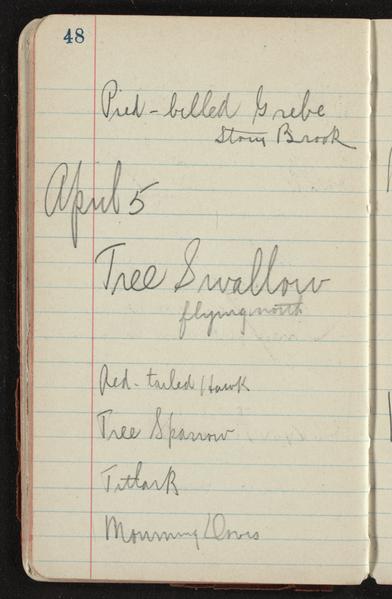 48
Pied-billed Grebe
Stony Brook
April 5
Tree Swallow
flying north
Red-tailed Hawk
Tree Sparrow
Titlark
Mourning Doves